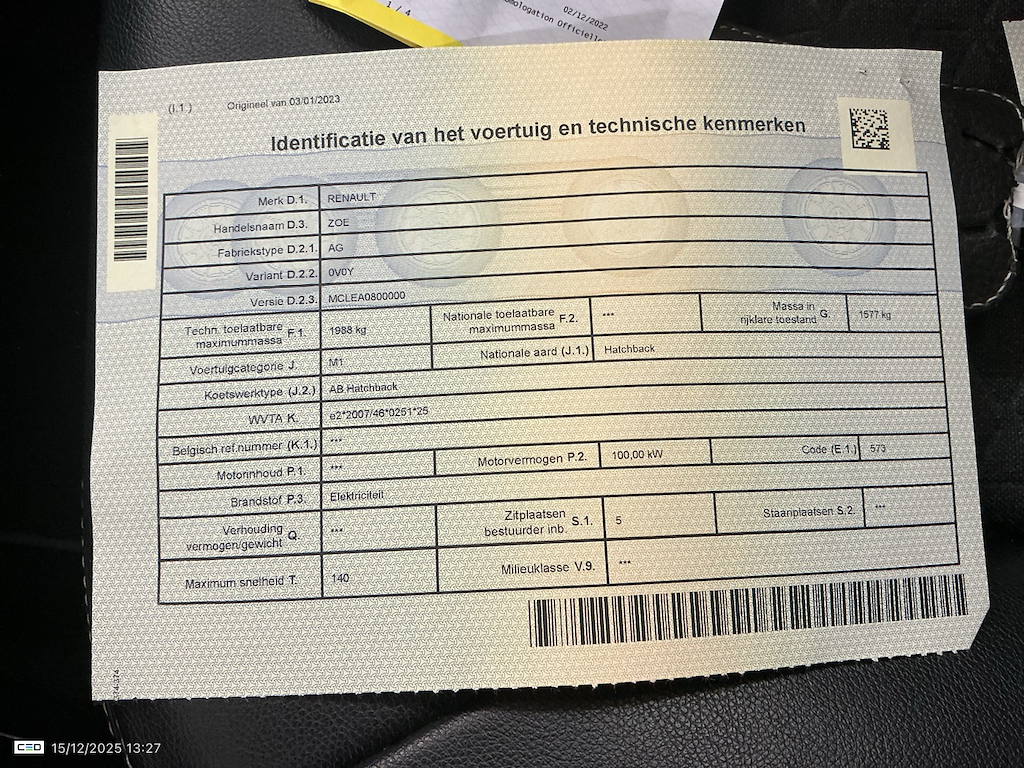 1 / 4
02/12/2022
(I.1.) Origineel van 03/01/2023
Identificatie van het voertuig en technische kenmerken
Merk D.1. RENAULT
Handelsnaam D.3. ZOE
Fabriekstype D.2.1. AG
Variant D.2.2. 0V0Y
Versie D.2.3. MCLEA0800000
Techn. toelaatbare maximummassa F.1. 1988 kg Nationale toelaatbare maximummassa F.2. *** Massa in rijklare toestand G. 1577 kg
Voertuigcategorie J. M1 Nationale aard (J.1.) Hatchback
Koetswerktype (J.2.) AB Hatchback
WVTA K. e2*2007/46*0251*25
Belgisch ref.nummer (K.1.) ***
Motorinhoud P.1. *** Motorvermogen P.2. 100,00 kW Code (E.1.) 573
Brandstof P.3. Elektriciteit
Verhouding vermogen/gewicht Q. *** Zitplaatsen bestuurder inb. S.1. 5 Staanplaatsen S.2. ***
Maximum snelheid T. 140 Milieuklasse V.9. ***
CEO 15/12/2025 13:27